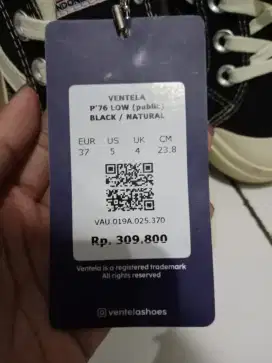 VENTELA
P'76 LOW (public)
BLACK / NATURAL
EUR US UK CM
37 5 4 23.8
VAU.019A.025.370
Rp. 309.800
Ventela is a registered trademark
All rights reserved
ventelashoes